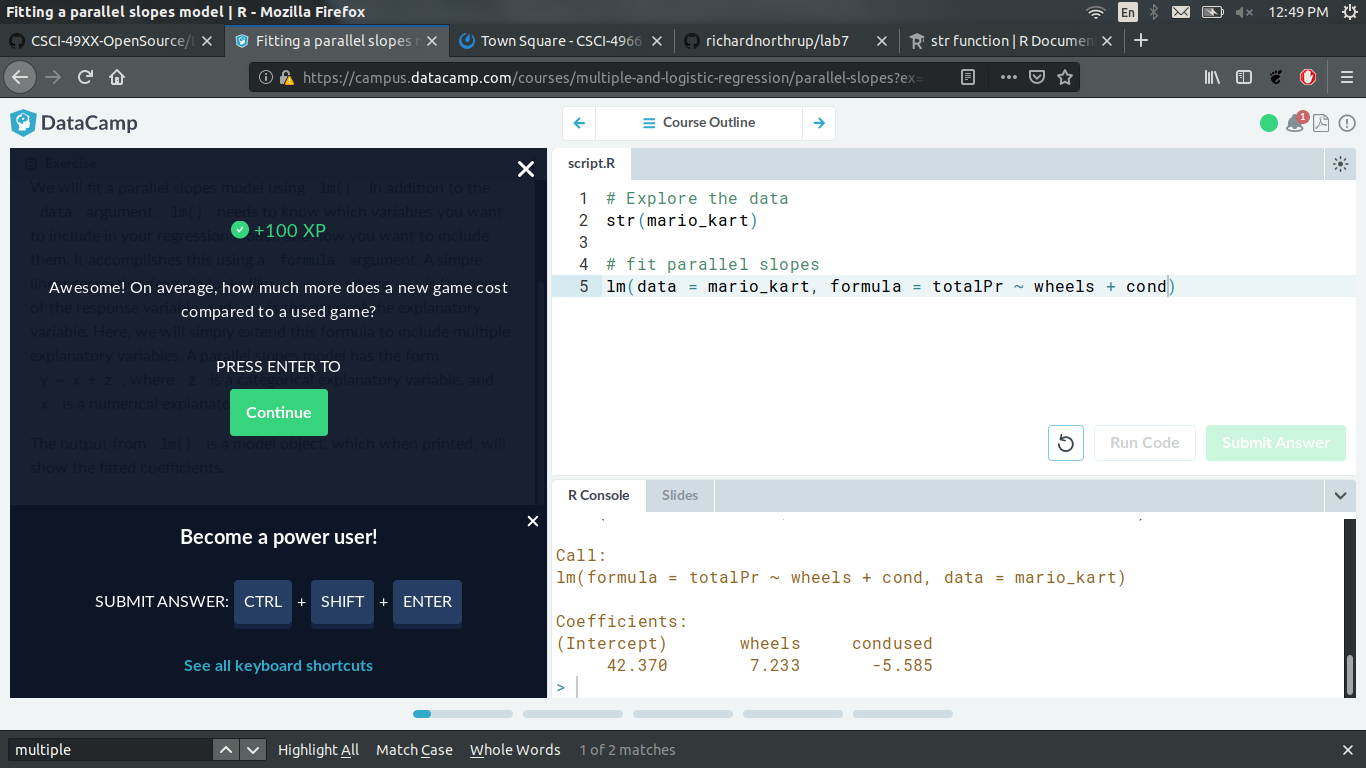 Fitting a parallel slopes model | R - Mozilla Firefox
En
12:49 PM
CSCI-49XX-OpenSource/
Fitting a parallel slopes
Town Square - CSCI-4966
richardnorthrup/lab7
str function | R Documen
https://campus.datacamp.com/courses/multiple-and-logistic-regression/parallel-slopes?ex=
DataCamp
Course Outline
1
Exercise
We will fit a parallel slopes model using lm() . In addition to the
data argument, lm() needs to know which variables you want
to include in your regression
how you want to include
them. It accomplishes this using a formula argument. A simple
+100 XP
Awesome! On average, how much more does a new game cost
of the response variable
the explanatory
compared to a used game?
variable. Here, we will simply extend this formula to include multiple
explanatory variables. A parallel slopes model has the form
PRESS ENTER TO
y ~ x + z , where z is a categorical explanatory variable, and
x is a numerical explanatory
Continue
The output from lm() is a model object, which when printed, will
show the fitted coefficients.
Become a power user!
SUBMIT ANSWER: CTRL + SHIFT + ENTER
See all keyboard shortcuts
script.R
1 # Explore the data
2 str(mario_kart)
3
4 # fit parallel slopes
5 lm(data = mario_kart, formula = totalPr ~ wheels + cond)
Run Code
Submit Answer
R Console
Slides
Call:
lm(formula = totalPr ~ wheels + cond, data = mario_kart)
Coefficients:
(Intercept) wheels condused
42.370 7.233 -5.585
>
multiple
Highlight All
Match Case
Whole Words
1 of 2 matches